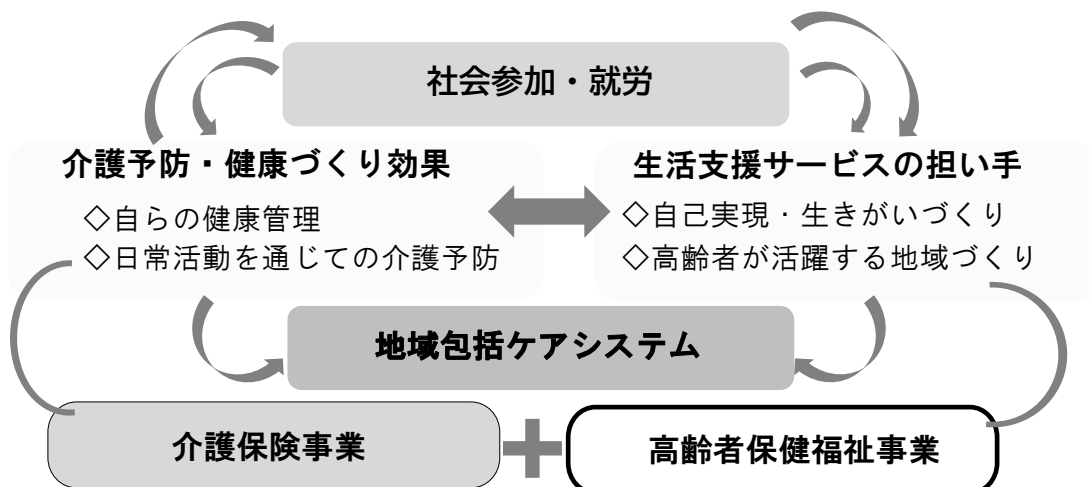 社会参加・就労
介護予防・健康づくり効果
◇自らの健康管理
◇日常活動を通じての介護予防
生活支援サービスの担い手
◇自己実現・生きがいづくり
◇高齢者が活躍する地域づくり
地域包括ケアシステム
介護保険事業
高齢者保健福祉事業